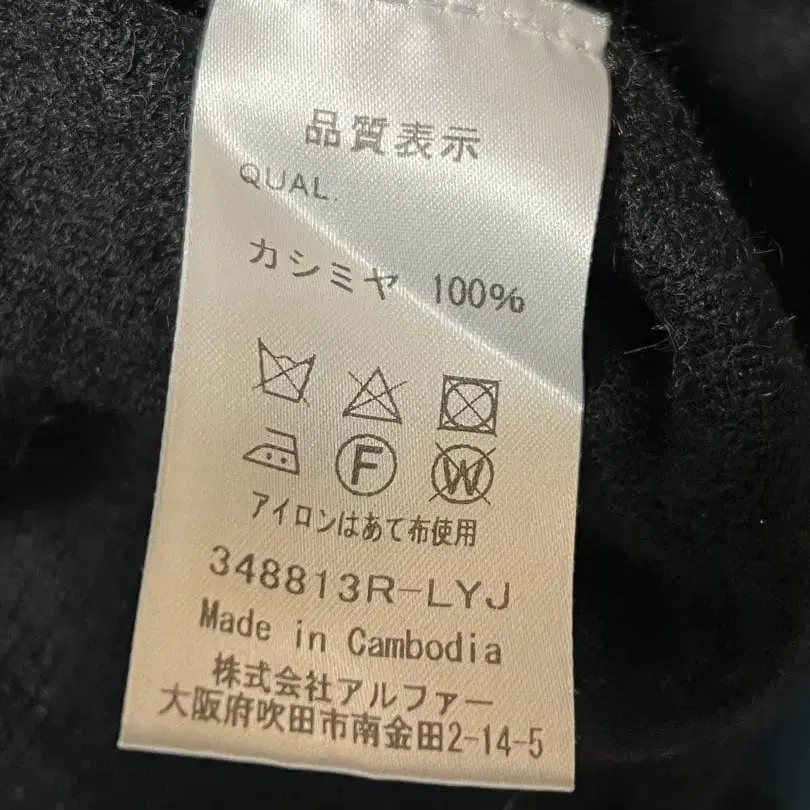 品質表示
QUAL.
カシミヤ 100%
F W
アイロンはあて布使用
348813R-LYJ
Made in Cambodia
株式会社アルファー
大阪府吹田市南金田2-14-5